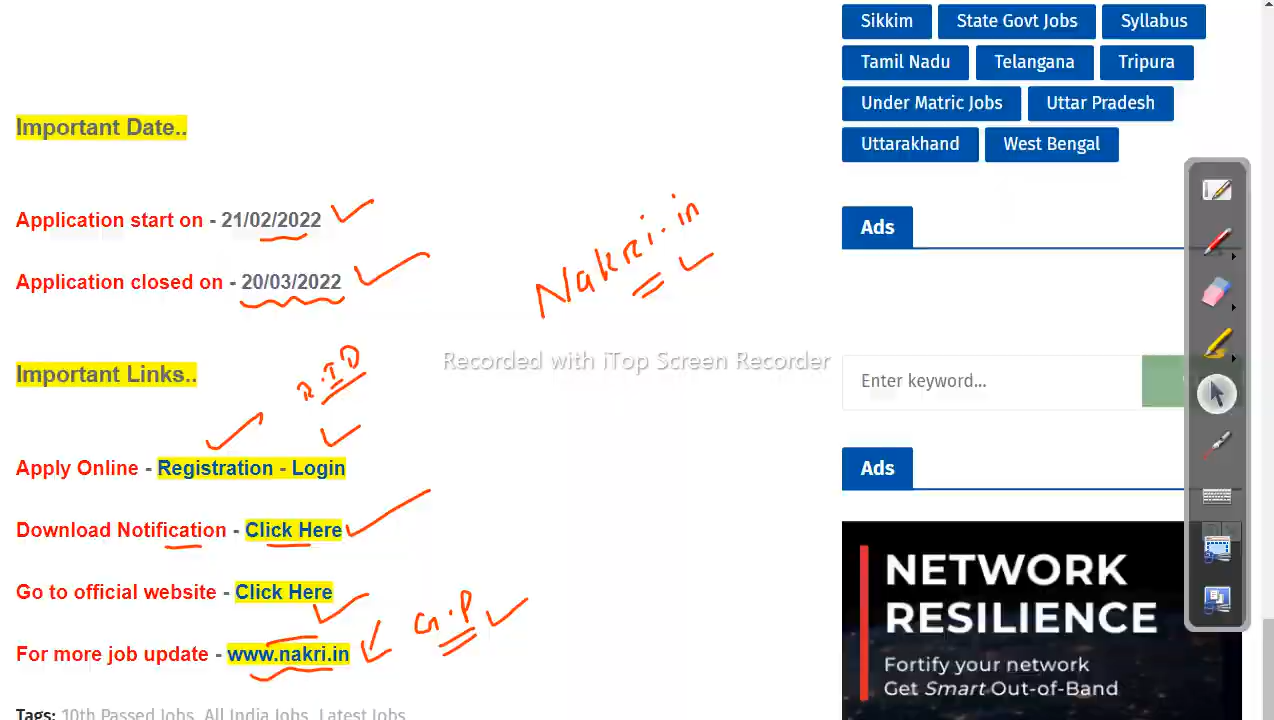 Sikkim State Govt Jobs Syllabus
Tamil Nadu Telangana Tripura
Under Matric Jobs Uttar Pradesh
Uttarakhand West Bengal
Important Date..
Application start on - 21/02/2022
Application closed on - 20/03/2022
Nakri.in
Ads
Recorded with iTop Screen Recorder
Important Links..
R.ID
Enter keyword...
Apply Online - Registration - Login
Download Notification - Click Here
Go to official website - Click Here
G.P
For more job update - www.nakri.in
Tags: 10th Passed Jobs, All India Jobs, Latest Jobs
Ads
NETWORK
RESILIENCE
Fortify your network
Get Smart Out-of-Band